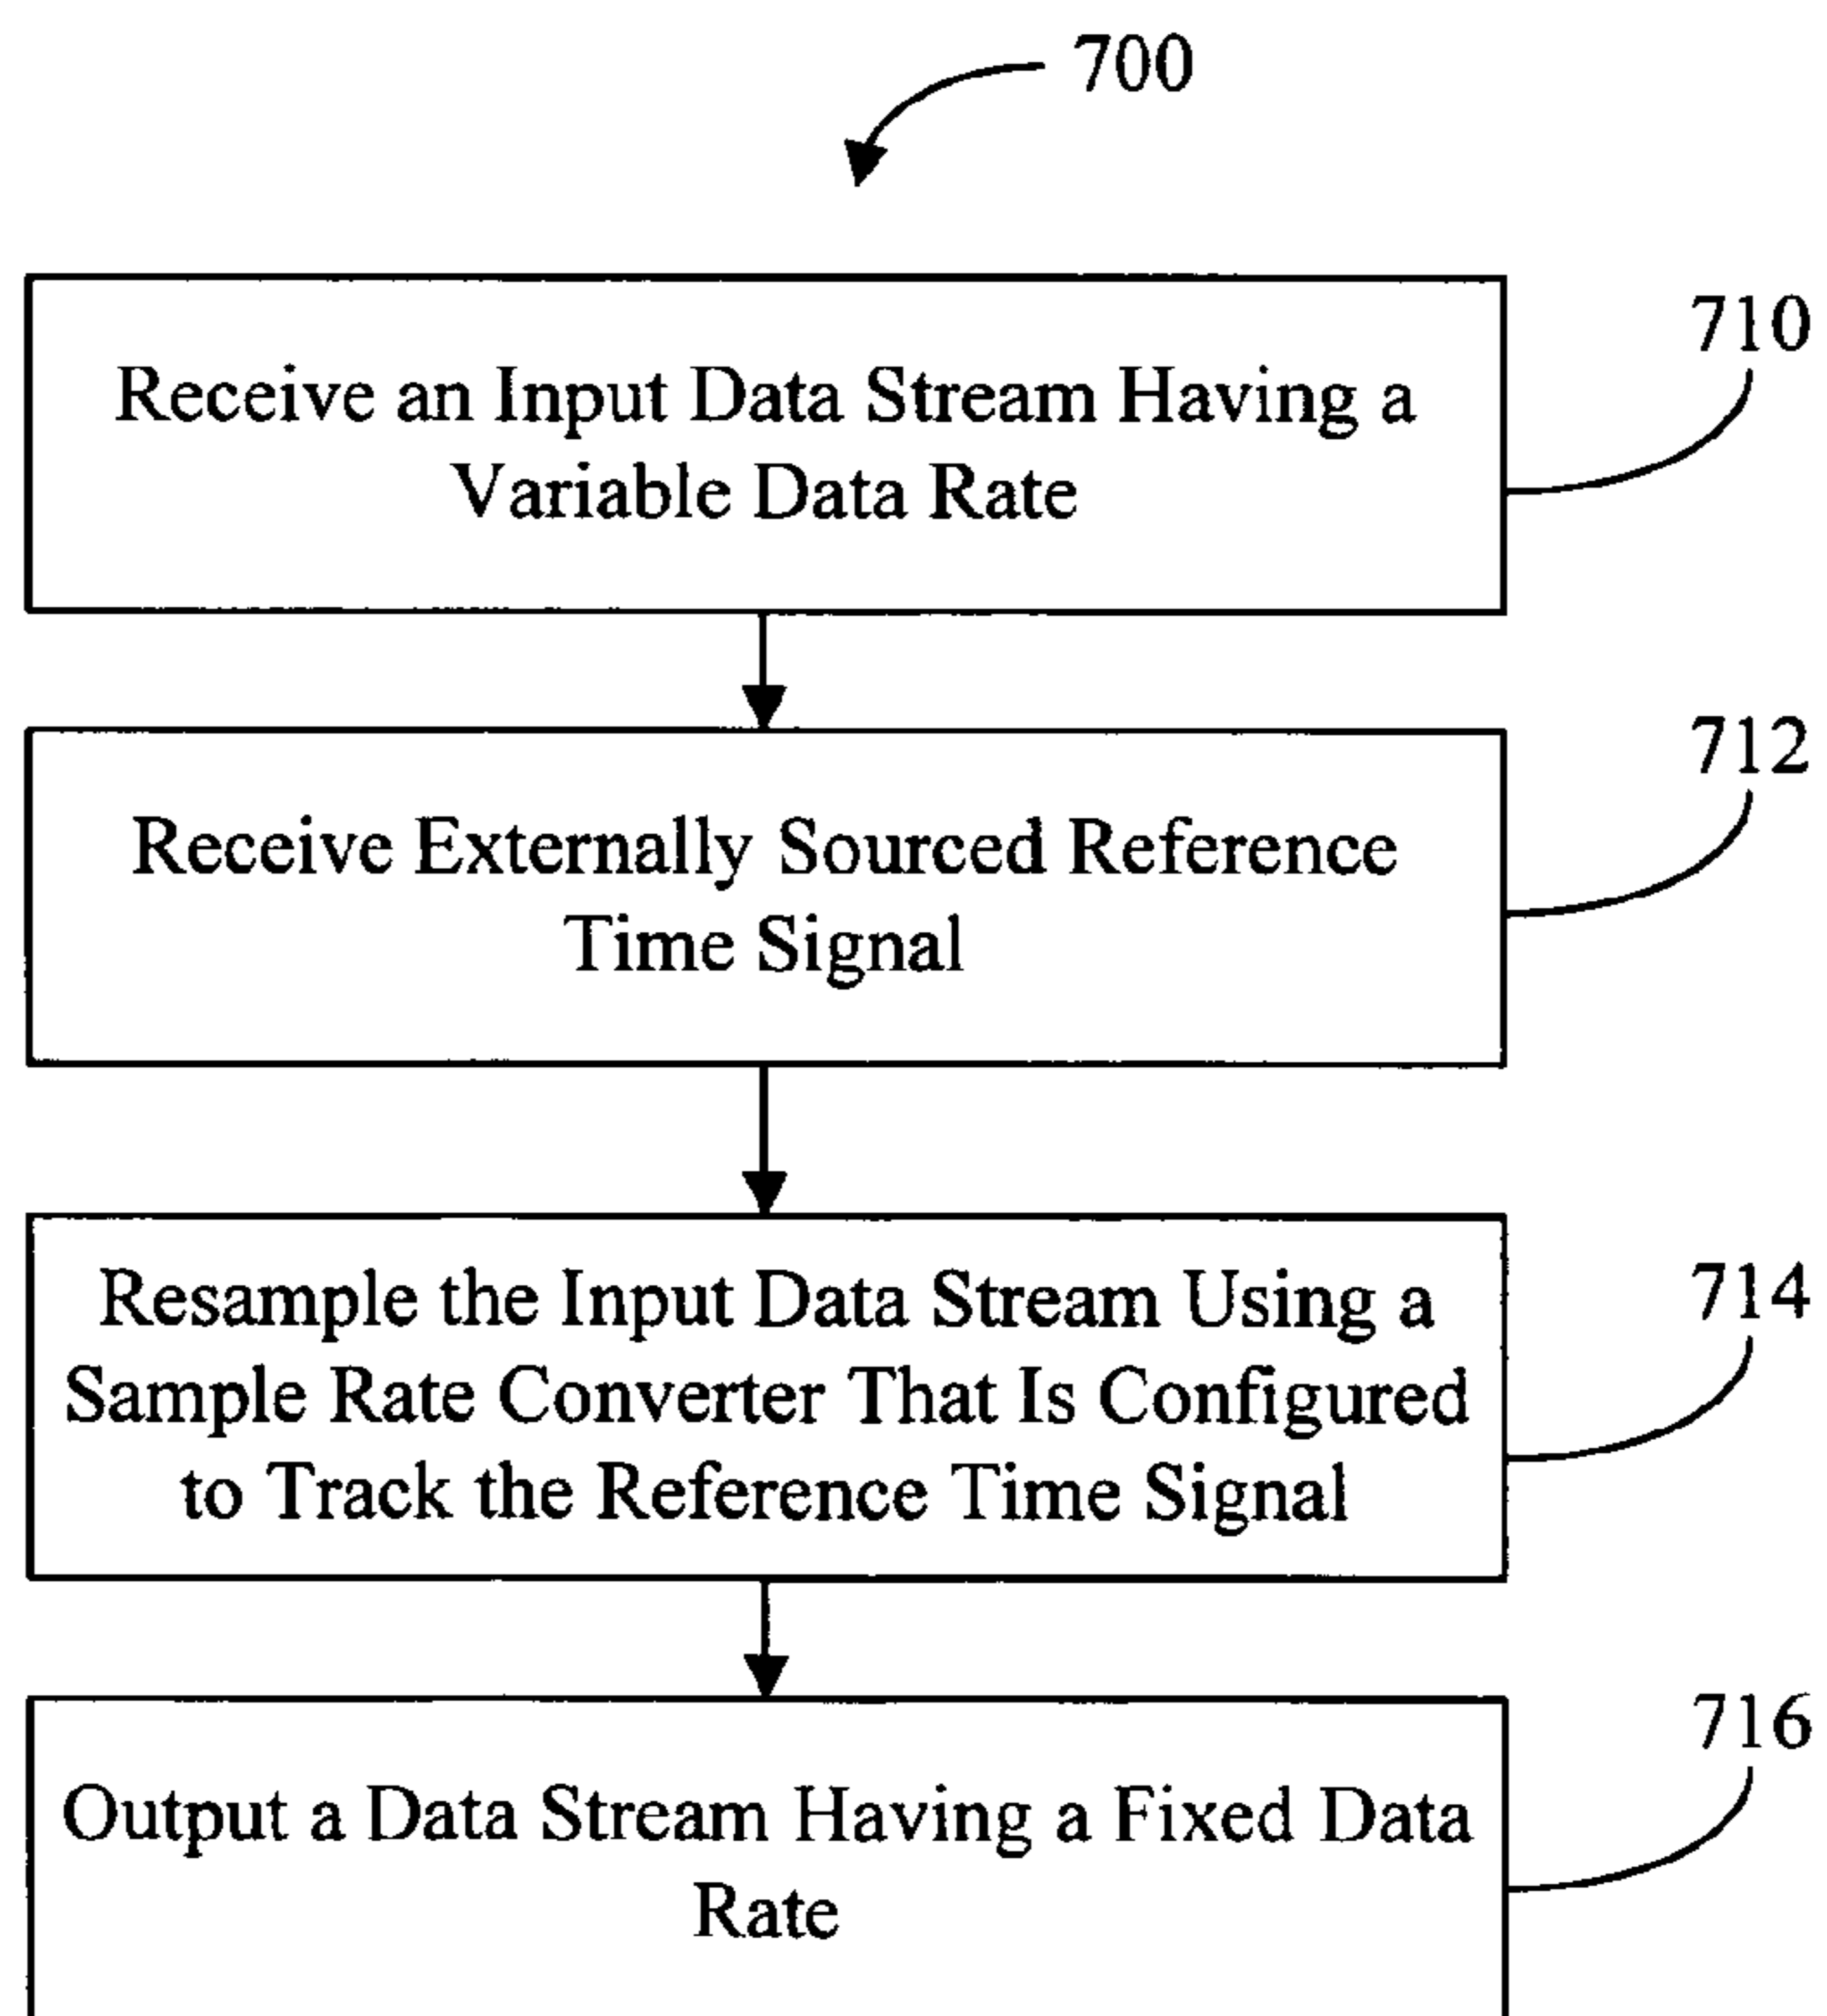 700
710
Receive an Input Data Stream Having a
Variable Data Rate
712
Receive Externally Sourced Reference
Time Signal
714
Resample the Input Data Stream Using a
Sample Rate Converter That Is Configured
to Track the Reference Time Signal
716
Output a Data Stream Having a Fixed Data
Rate